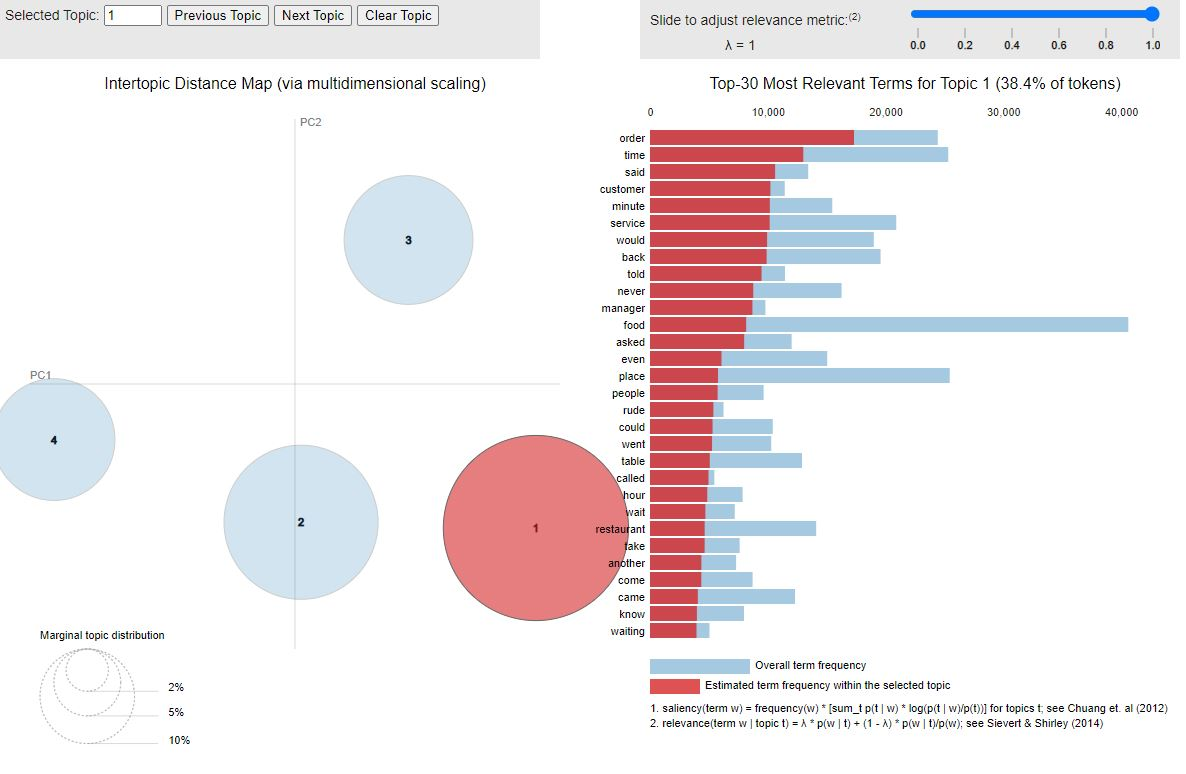 Selected Topic: 1 Previous Topic Next Topic Clear Topic
Slide to adjust relevance metric:(2)
λ = 1
0.0 0.2 0.4 0.6 0.8 1.0
Intertopic Distance Map (via multidimensional scaling)
PC2
PC1
3
4
2
1
Marginal topic distribution
2%
5%
10%
Top-30 Most Relevant Terms for Topic 1 (38.4% of tokens)
0 10,000 20,000 30,000 40,000
order
time
said
customer
minute
service
would
back
told
never
manager
food
asked
even
place
people
rude
could
went
table
called
hour
wait
restaurant
take
another
come
came
know
waiting
Overall term frequency
Estimated term frequency within the selected topic
1. saliency(term w) = frequency(w) * [sum_t p(t | w) * log(p(t | w)/p(t))] for topics t; see Chuang et. al (2012)
2. relevance(term w | topic t) = λ * p(w | t) + (1 - λ) * p(w | t)/p(w); see Sievert & Shirley (2014)